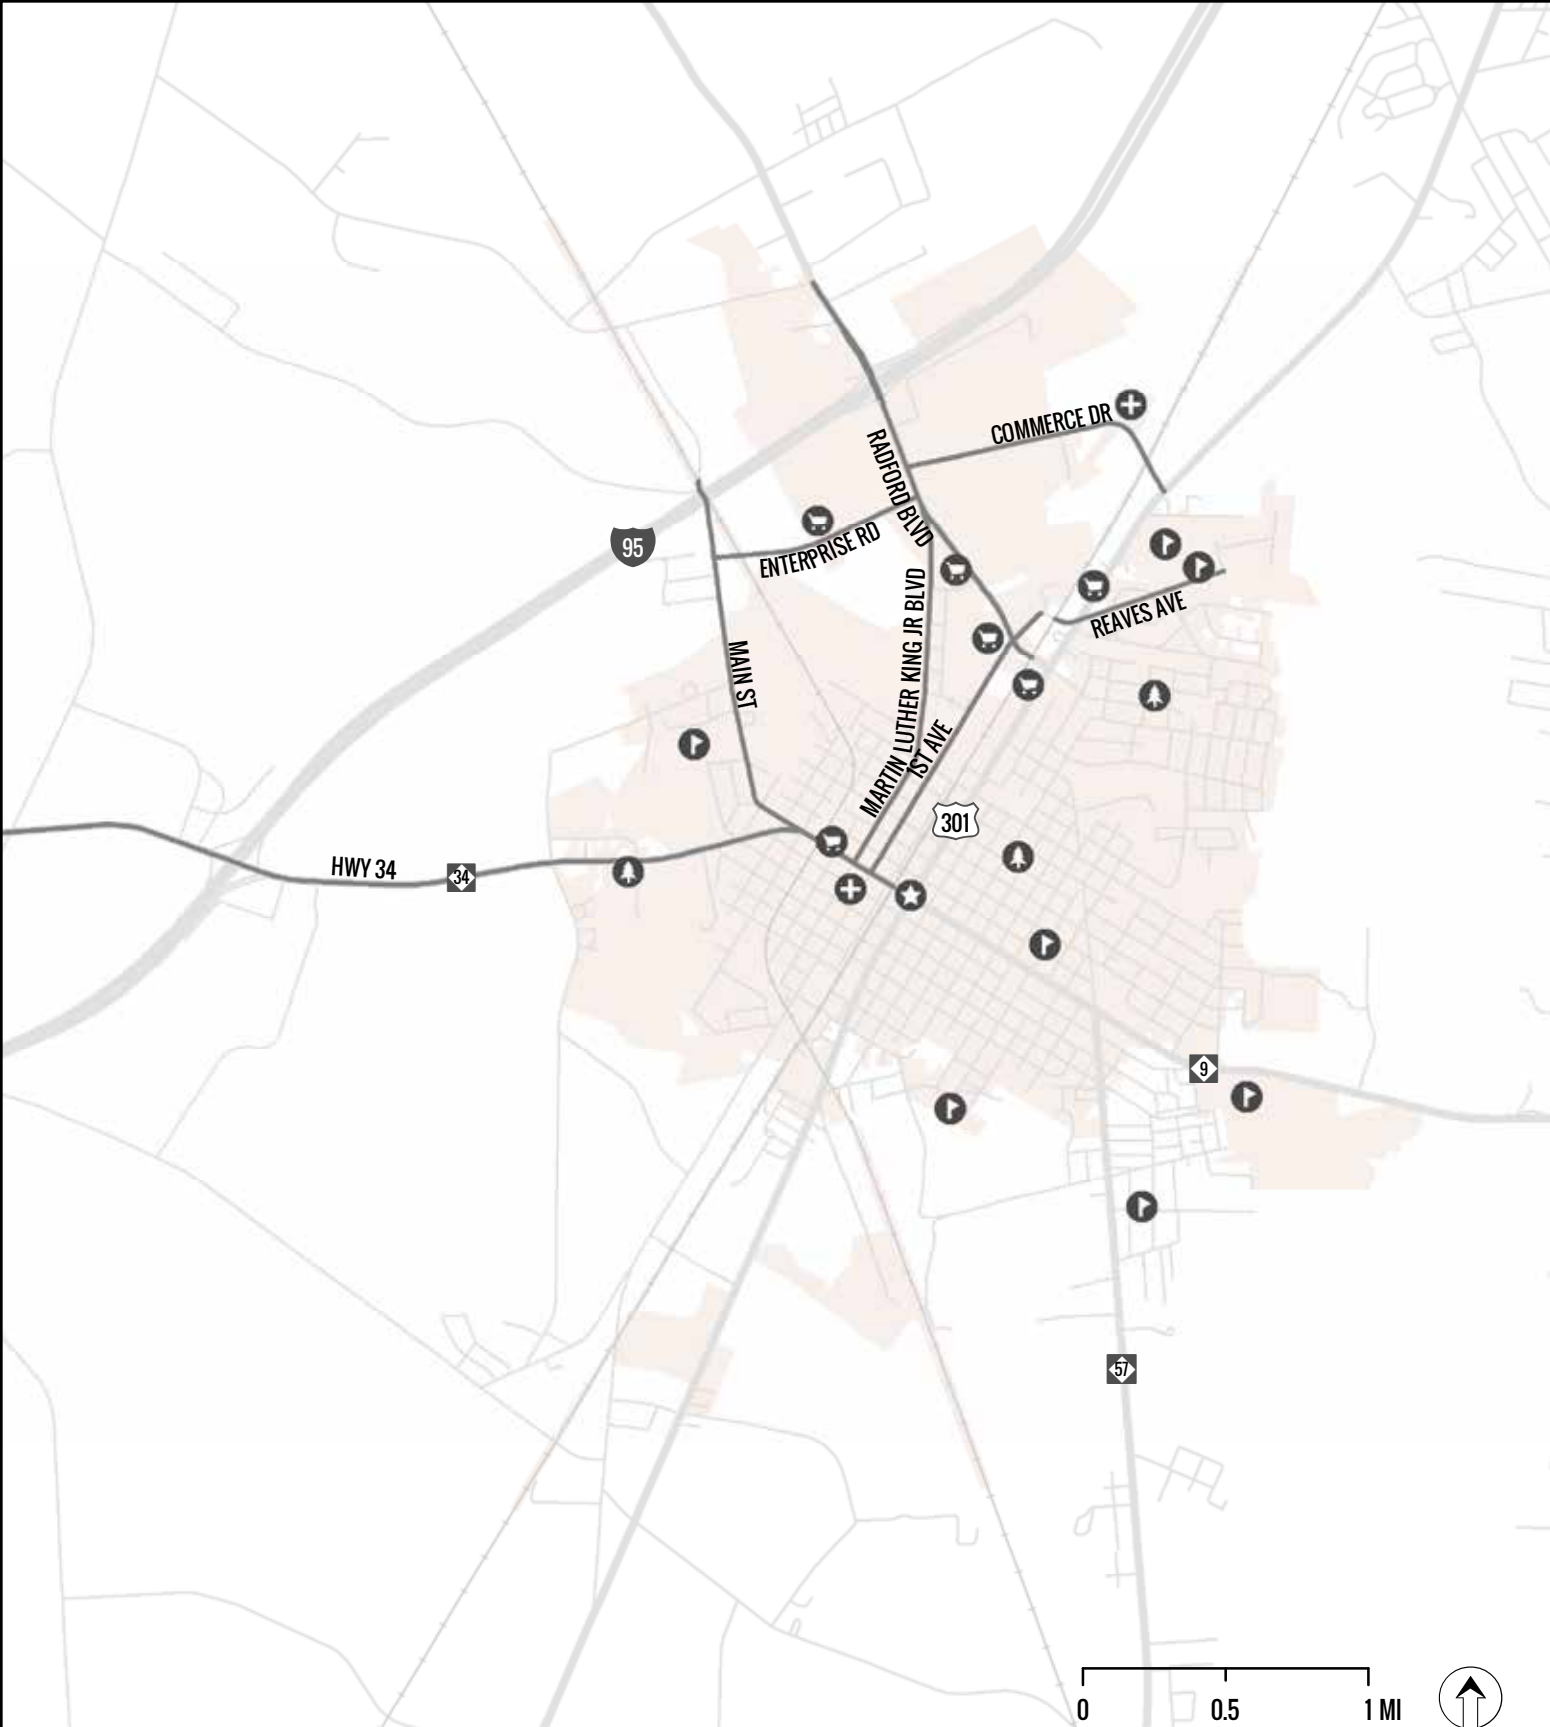 COMMERCE DR
RADFORD BLVD
95
ENTERPRISE RD
REAVES AVE
MAIN ST
MARTIN LUTHER KING JR BLVD
1ST AVE
301
HWY 34
34
9
57
0 0.5 1 MI